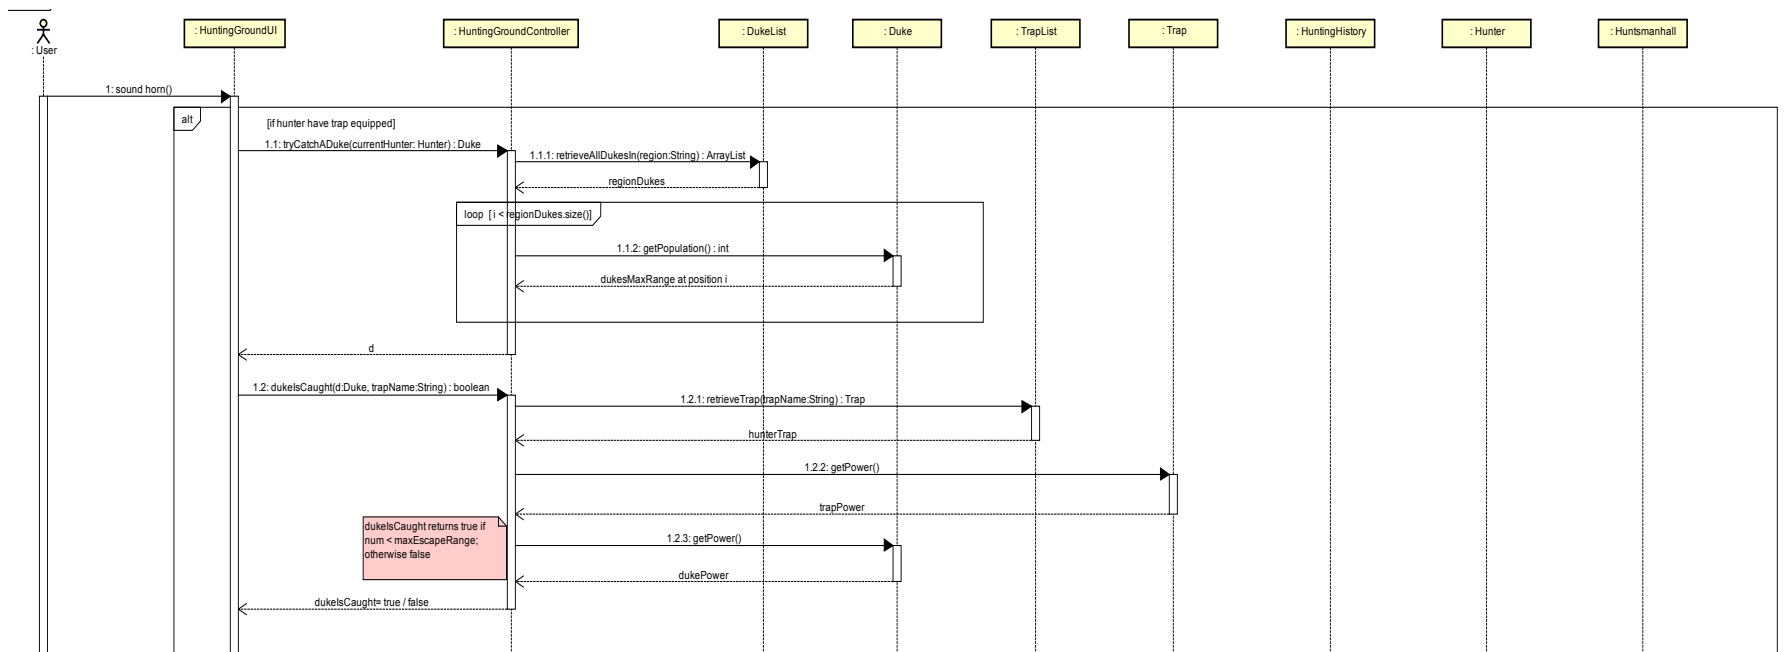 : User
: HuntingGroundUI
: HuntingGroundController
: DukeList
: Duke
: TrapList
: Trap
: HuntingHistory
: Hunter
: Huntsmanhall
1: sound horn()
alt
[if hunter have trap equipped]
1.1: tryCatchADuke(currentHunter: Hunter) : Duke
1.1.1: retrieveAllDukesIn(region:String) : ArrayList
regionDukes
loop [ i < regionDukes.size()]
1.1.2: getPopulation() : int
dukesMaxRange at position i
d
1.2: dukeIsCaught(d:Duke, trapName:String) : boolean
1.2.1: retrieveTrap(trapName:String) : Trap
hunterTrap
1.2.2: getPower()
trapPower
dukeIsCaught returns true if
num < maxEscapeRange;
otherwise false
1.2.3: getPower()
dukePower
dukeIsCaught= true / false